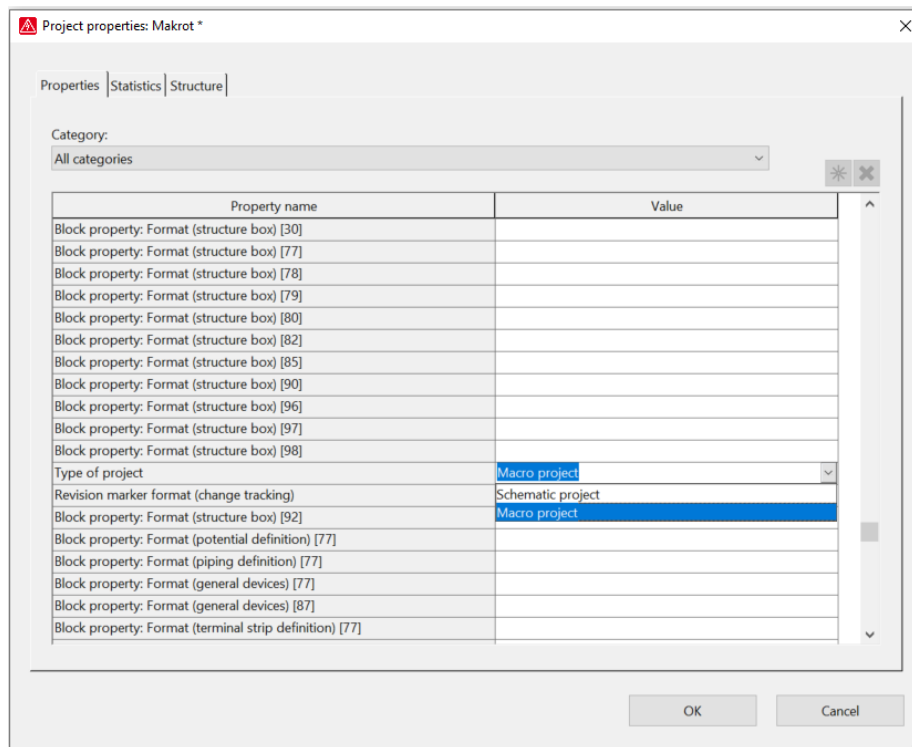 Project properties: Makrot *
Properties Statistics Structure
Category:
All categories
Property name Value
Block property: Format (structure box) [30]
Block property: Format (structure box) [77]
Block property: Format (structure box) [78]
Block property: Format (structure box) [79]
Block property: Format (structure box) [80]
Block property: Format (structure box) [82]
Block property: Format (structure box) [85]
Block property: Format (structure box) [90]
Block property: Format (structure box) [96]
Block property: Format (structure box) [97]
Block property: Format (structure box) [98]
Type of project Macro project
Revision marker format (change tracking) Schematic project
Block property: Format (structure box) [92] Macro project
Block property: Format (potential definition) [77]
Block property: Format (piping definition) [77]
Block property: Format (general devices) [77]
Block property: Format (general devices) [87]
Block property: Format (terminal strip definition) [77]
OK Cancel